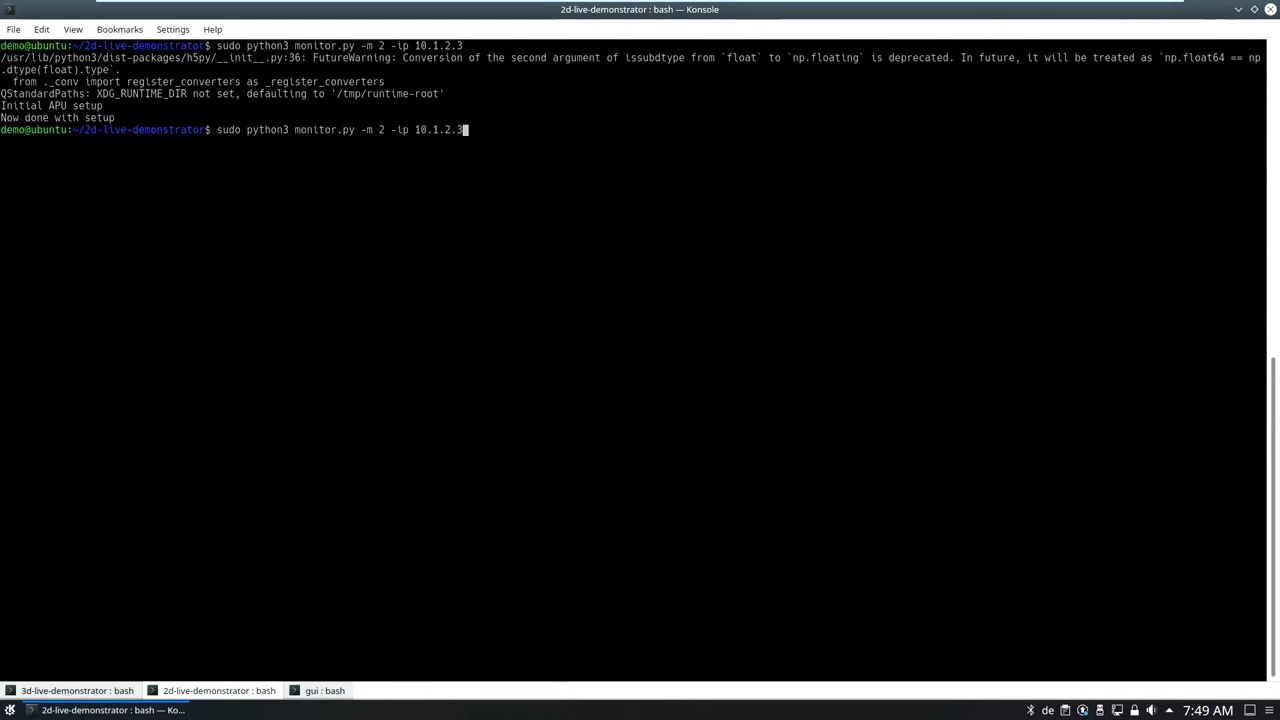 2d-live-demonstrator : bash — Konsole
File Edit View Bookmarks Settings Help
demo@ubuntu:~/2d-live-demonstrator$ sudo python3 monitor.py -m 2 -ip 10.1.2.3
/usr/lib/python3/dist-packages/h5py/__init__.py:36: FutureWarning: Conversion of the second argument of issubdtype from `float` to `np.floating` is deprecated. In future, it will be treated as `np.float64 == np
.dtype(float).type`.
  from ._conv import register_converters as _register_converters
QStandardPaths: XDG_RUNTIME_DIR not set, defaulting to '/tmp/runtime-root'
Initial APU setup
Now done with setup
demo@ubuntu:~/2d-live-demonstrator$ sudo python3 monitor.py -m 2 -ip 10.1.2.3
3d-live-demonstrator : bash 2d-live-demonstrator : bash gui : bash
2d-live-demonstrator : bash — Ko... de 7:49 AM